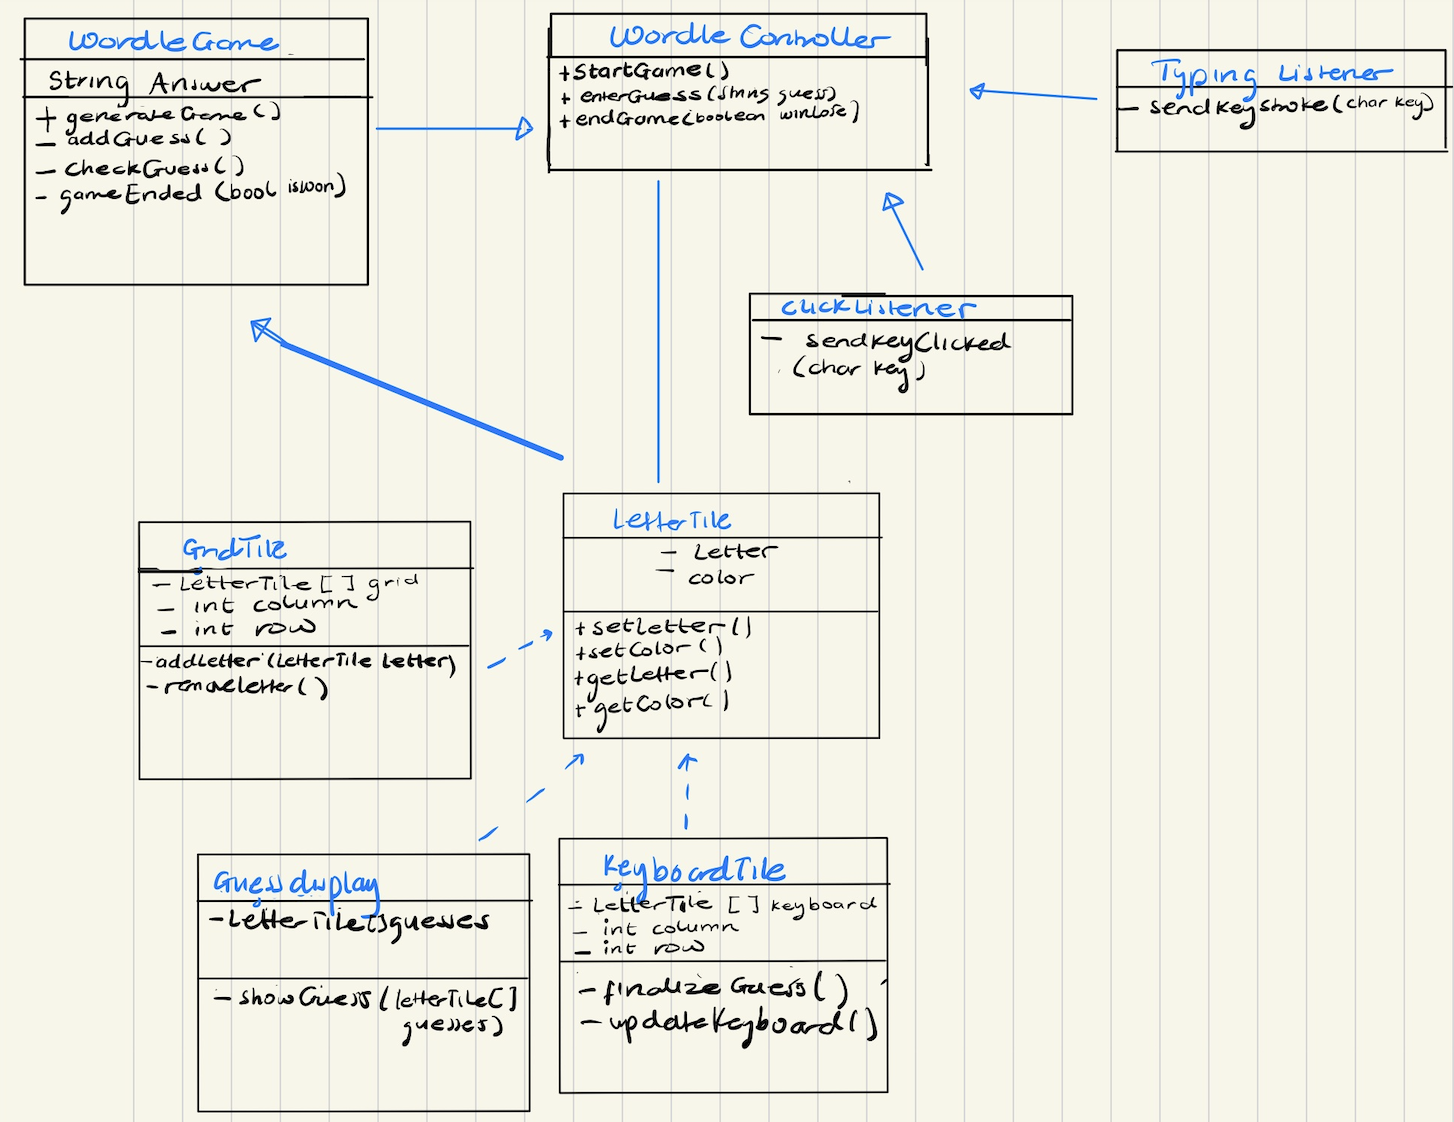 WordleGame
String Answer
+ generateGame()
- addGuess( )
- checkGuess()
- gameEnded (bool iswon)
Wordle Controller
+StartGame()
+ enterGuess(String guess)
+endGame(boolean winLose)
Typing Listener
- sendKeystroke(char key)
clickListener
- sendkeyClicked
(char key)
LetterTile
- Letter
- color
+setLetter()
+setColor()
+getLetter()
+ getColor()
GridTile
- LetterTile[ ] grid
- int column
- int row
-addLetter (LetterTile letter)
-removeLetter()
Guessdisplay
-LetterTile[]guesses
- showGuess(letterTile[]
guesses)
KeyboardTile
- LetterTile [ ] keyboard
- int column
- int row
-finalizeGuess()
-updateKeyboard()